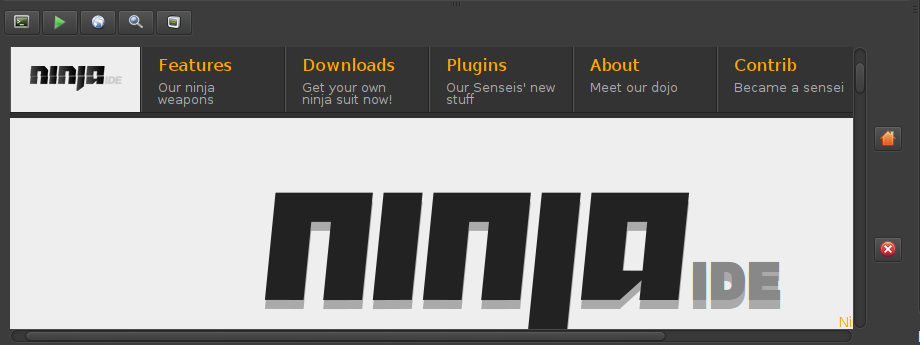 ninja IDE
Features
Our ninja
weapons
Downloads
Get your own
ninja suit now!
Plugins
Our Senseis' new
stuff
About
Meet our dojo
Contrib
Became a sensei
ninja IDE
Ni